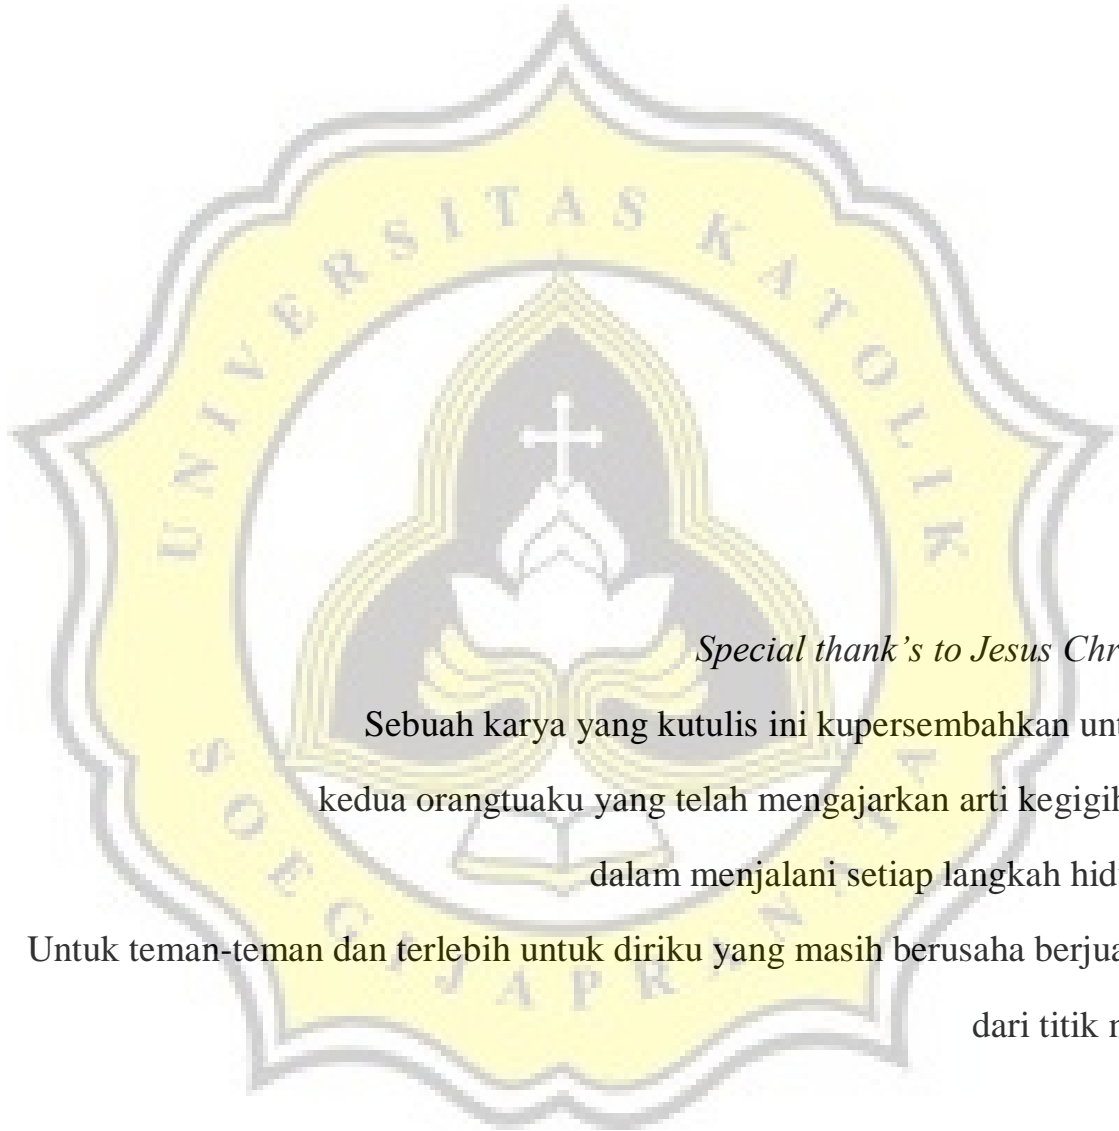 UNIVERSITAS KATOLIK
SOEGIJAPRANATA
Special thank’s to Jesus Chr
Sebuah karya yang kutulis ini kupersembahkan unt
kedua orangtuaku yang telah mengajarkan arti kegigih
dalam menjalani setiap langkah hid
Untuk teman-teman dan terlebih untuk diriku yang masih berusaha berjua
dari titik n